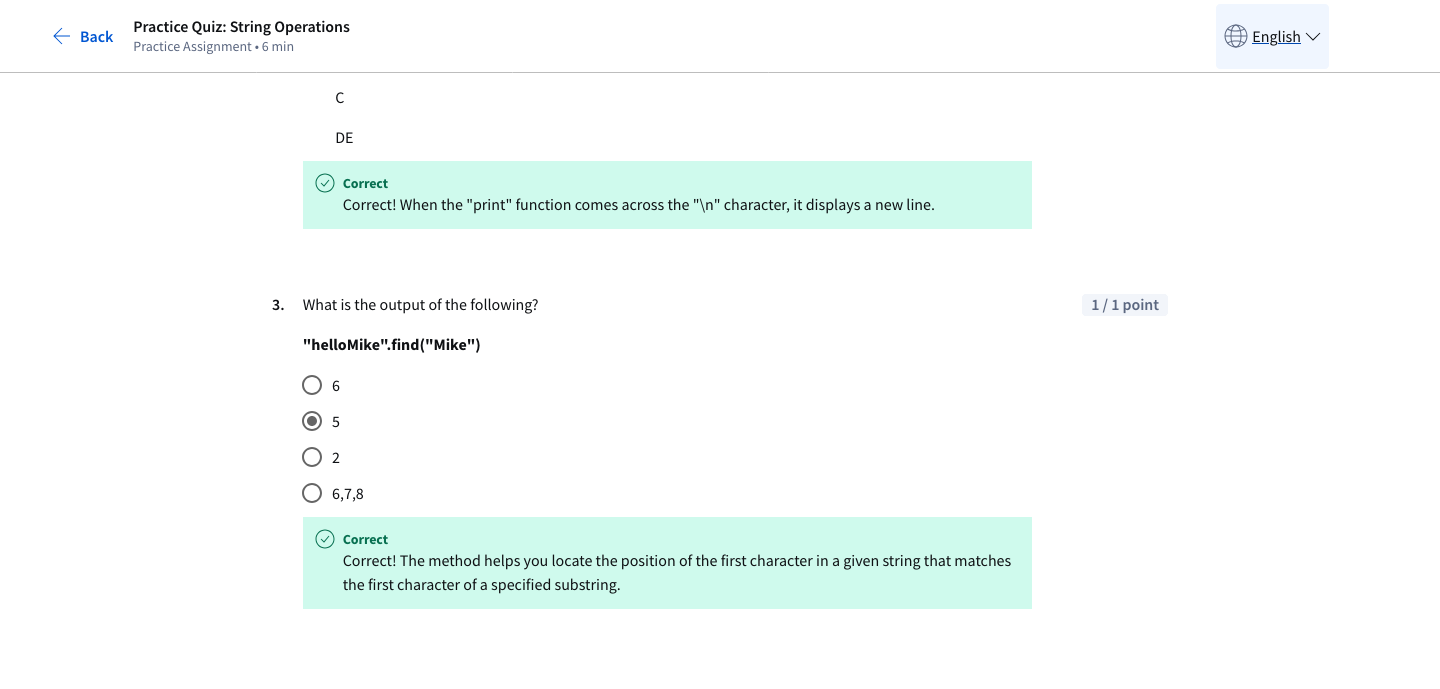 Back
Practice Quiz: String Operations
Practice Assignment • 6 min
English
C
DE
Correct
Correct! When the "print" function comes across the "\n" character, it displays a new line.
3. What is the output of the following?
1 / 1 point
"helloMike".find("Mike")
6
5
2
6,7,8
Correct
Correct! The method helps you locate the position of the first character in a given string that matches
the first character of a specified substring.